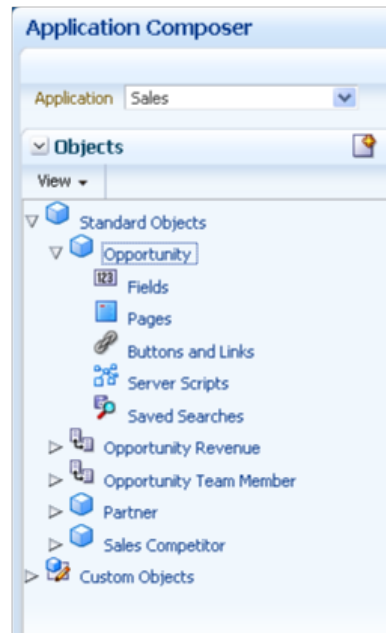 Application Composer
Application Sales
Objects
View
Standard Objects
Opportunity
123 Fields
Pages
Buttons and Links
Server Scripts
Saved Searches
Opportunity Revenue
Opportunity Team Member
Partner
Sales Competitor
Custom Objects